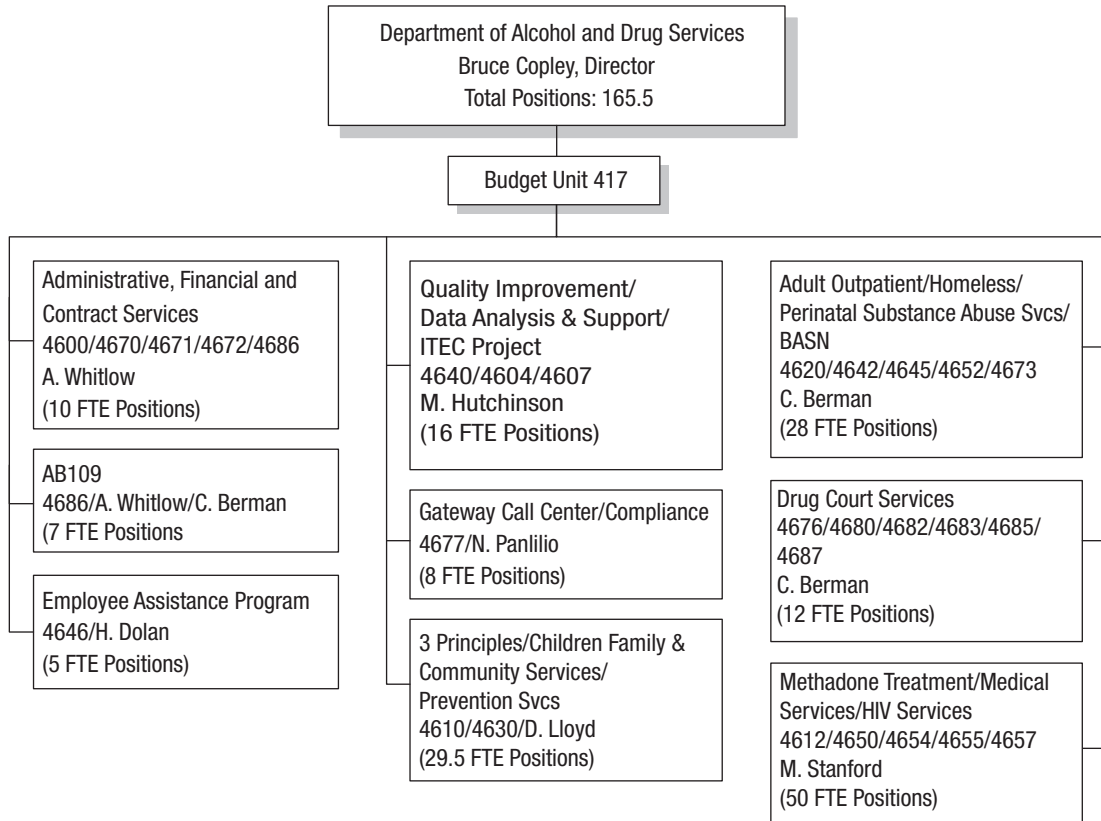 Department of Alcohol and Drug Services
Bruce Copley, Director
Total Positions: 165.5
Budget Unit 417
Administrative, Financial and
Contract Services
4600/4670/4671/4672/4686
A. Whitlow
(10 FTE Positions)
AB109
4686/A. Whitlow/C. Berman
(7 FTE Positions
Employee Assistance Program
4646/H. Dolan
(5 FTE Positions)
Quality Improvement/
Data Analysis & Support/
ITEC Project
4640/4604/4607
M. Hutchinson
(16 FTE Positions)
Gateway Call Center/Compliance
4677/N. Panlilio
(8 FTE Positions)
3 Principles/Children Family &
Community Services/
Prevention Svcs
4610/4630/D. Lloyd
(29.5 FTE Positions)
Adult Outpatient/Homeless/
Perinatal Substance Abuse Svcs/
BASN
4620/4642/4645/4652/4673
C. Berman
(28 FTE Positions)
Drug Court Services
4676/4680/4682/4683/4685/
4687
C. Berman
(12 FTE Positions)
Methadone Treatment/Medical
Services/HIV Services
4612/4650/4654/4655/4657
M. Stanford
(50 FTE Positions)